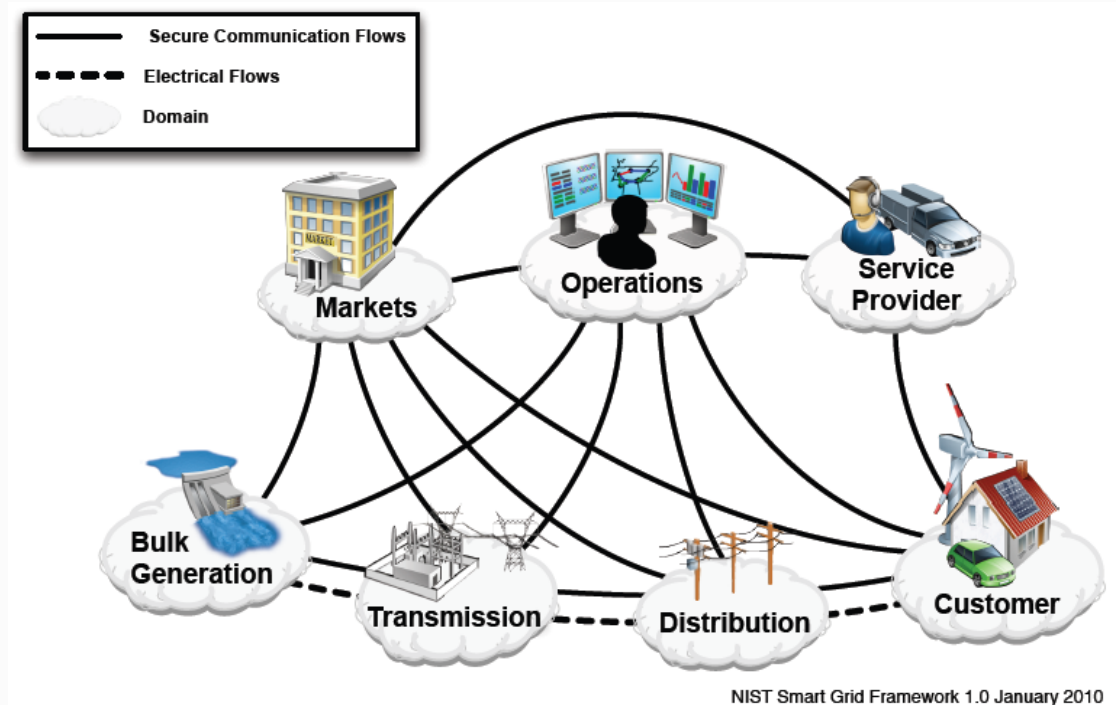 Secure Communication Flows
Electrical Flows
Domain
MARKET
Markets
Operations
Service
Provider
Bulk
Generation
Transmission
Distribution
Customer
NIST Smart Grid Framework 1.0 January 2010